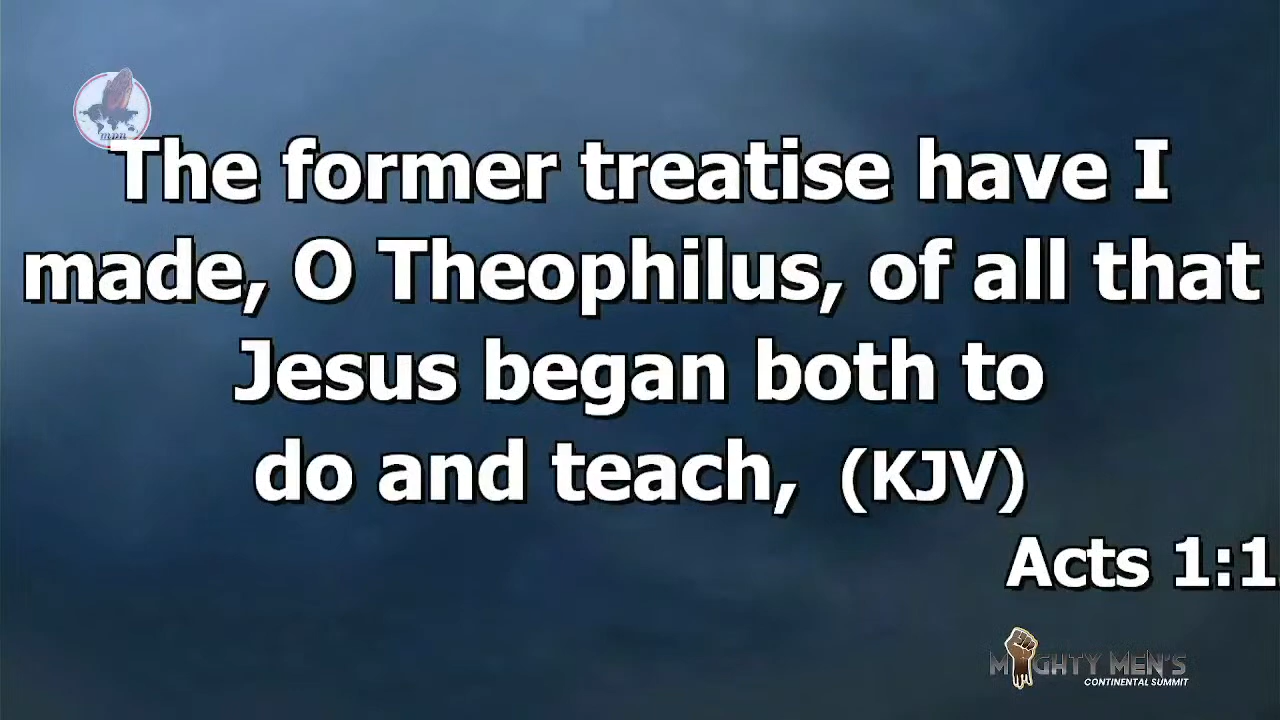 mpn
The former treatise have I
made, O Theophilus, of all that
Jesus began both to
do and teach, (KJV)
Acts 1:1
MIGHTY MEN'S
CONTINENTAL SUMMIT